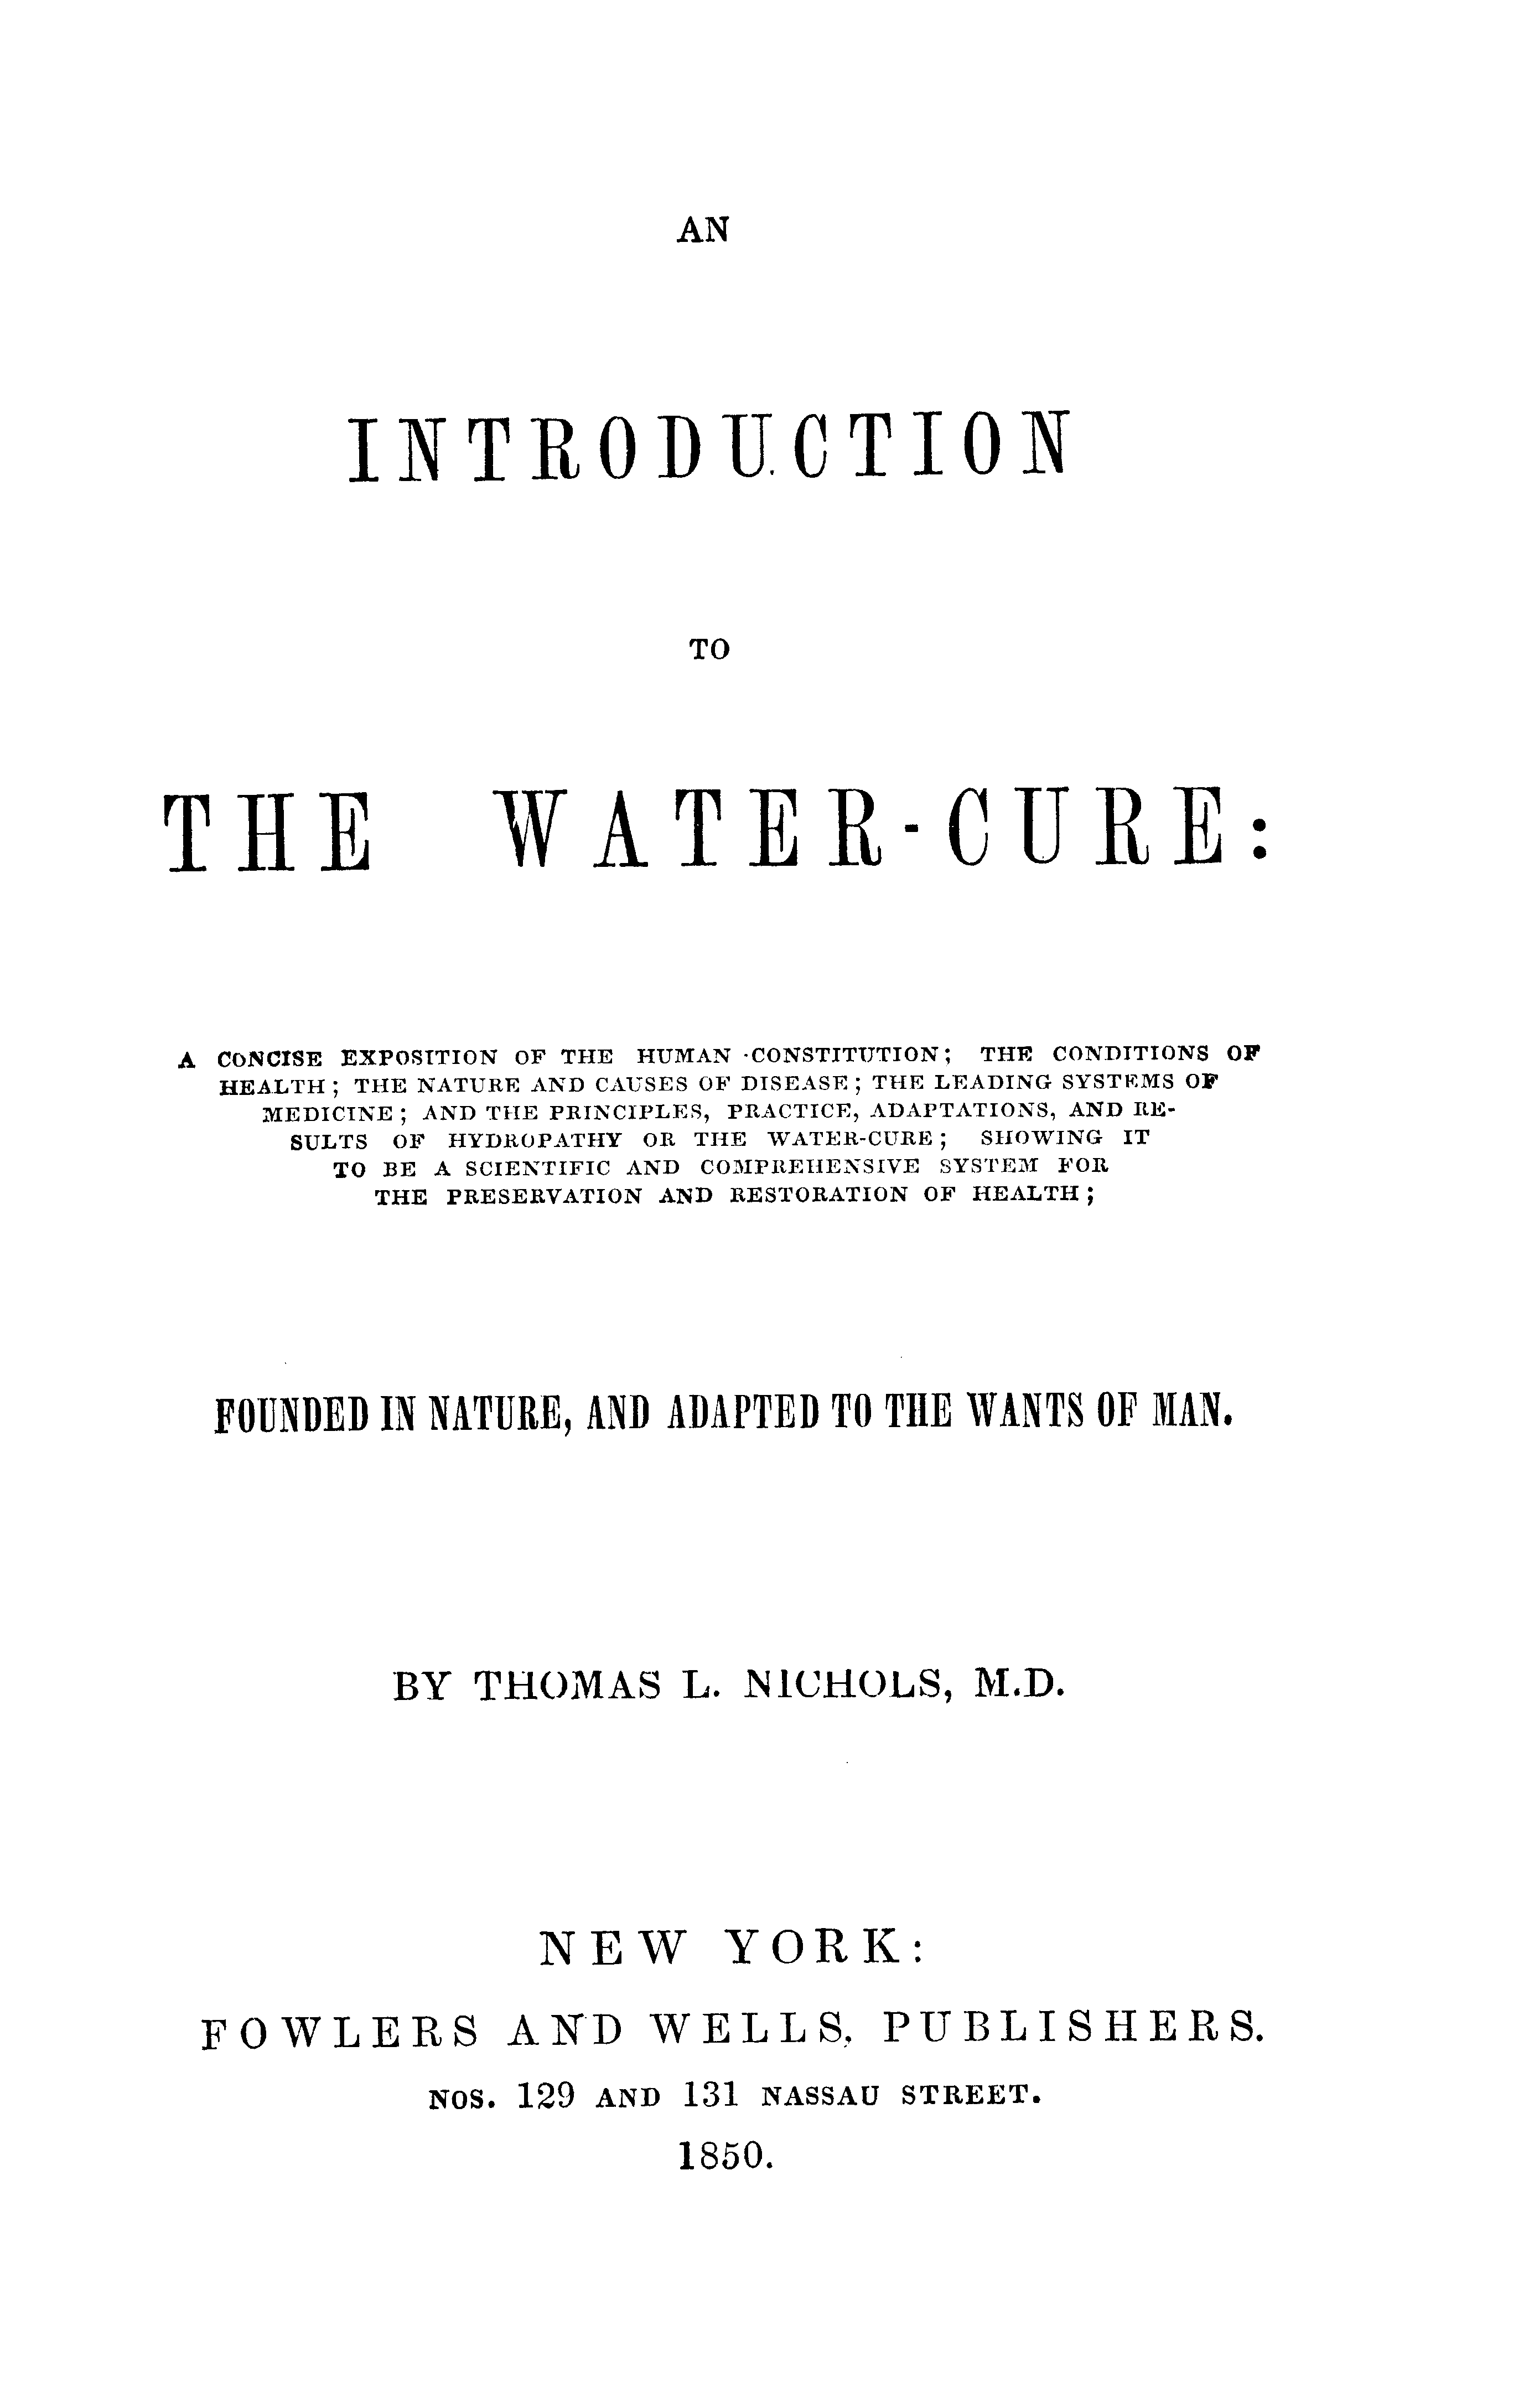 AN
INTRODUCTION
TO
THE WATER-CURE:
A CONCISE EXPOSITION OF THE HUMAN CONSTITUTION; THE CONDITIONS OF
HEALTH; THE NATURE AND CAUSES OF DISEASE; THE LEADING SYSTEMS OF
MEDICINE; AND THE PRINCIPLES, PRACTICE, ADAPTATIONS, AND RE-
SULTS OF HYDROPATHY OR THE WATER-CURE; SHOWING IT
TO BE A SCIENTIFIC AND COMPREHENSIVE SYSTEM FOR
THE PRESERVATION AND RESTORATION OF HEALTH;
FOUNDED IN NATURE, AND ADAPTED TO THE WANTS OF MAN.
BY THOMAS L. NICHOLS, M.D.
NEW YORK:
FOWLERS AND WELLS, PUBLISHERS.
NOS. 129 AND 131 NASSAU STREET.
1850.